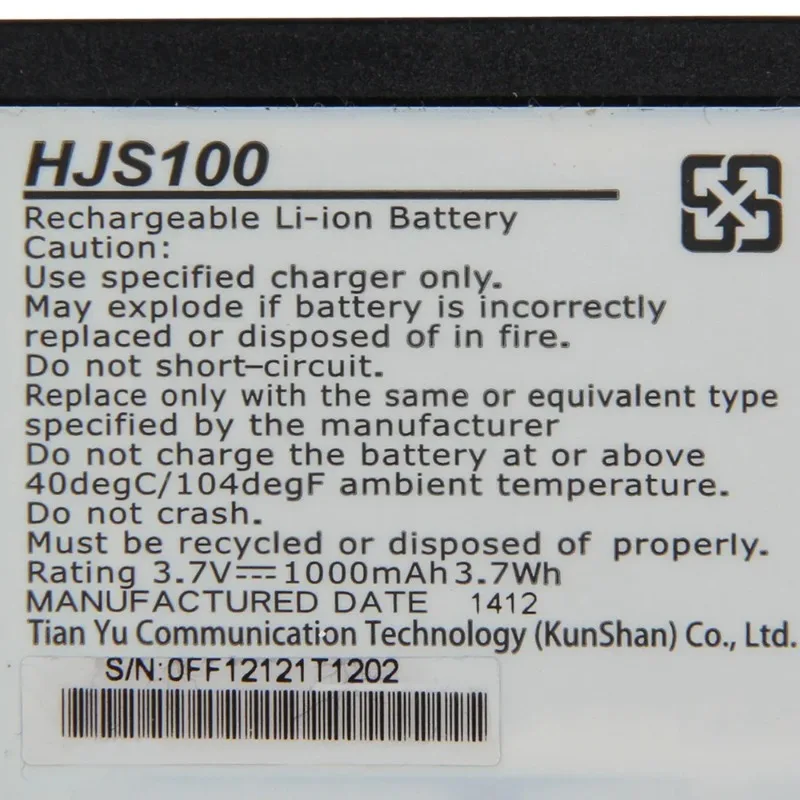 HJS100
Rechargeable Li-ion Battery
Caution:
Use specified charger only.
May explode if battery is incorrectly
replaced or disposed of in fire.
Do not short-circuit.
Replace only with the same or equivalent type
specified by the manufacturer
Do not charge the battery at or above
40degC/104degF ambient temperature.
Do not crash.
Must be recycled or disposed of properly.
Rating 3.7V⎓1000mAh 3.7Wh
MANUFACTURED DATE 1412
Tian Yu Communication Technology (KunShan) Co., Ltd.
S/N:0FF12121T1202